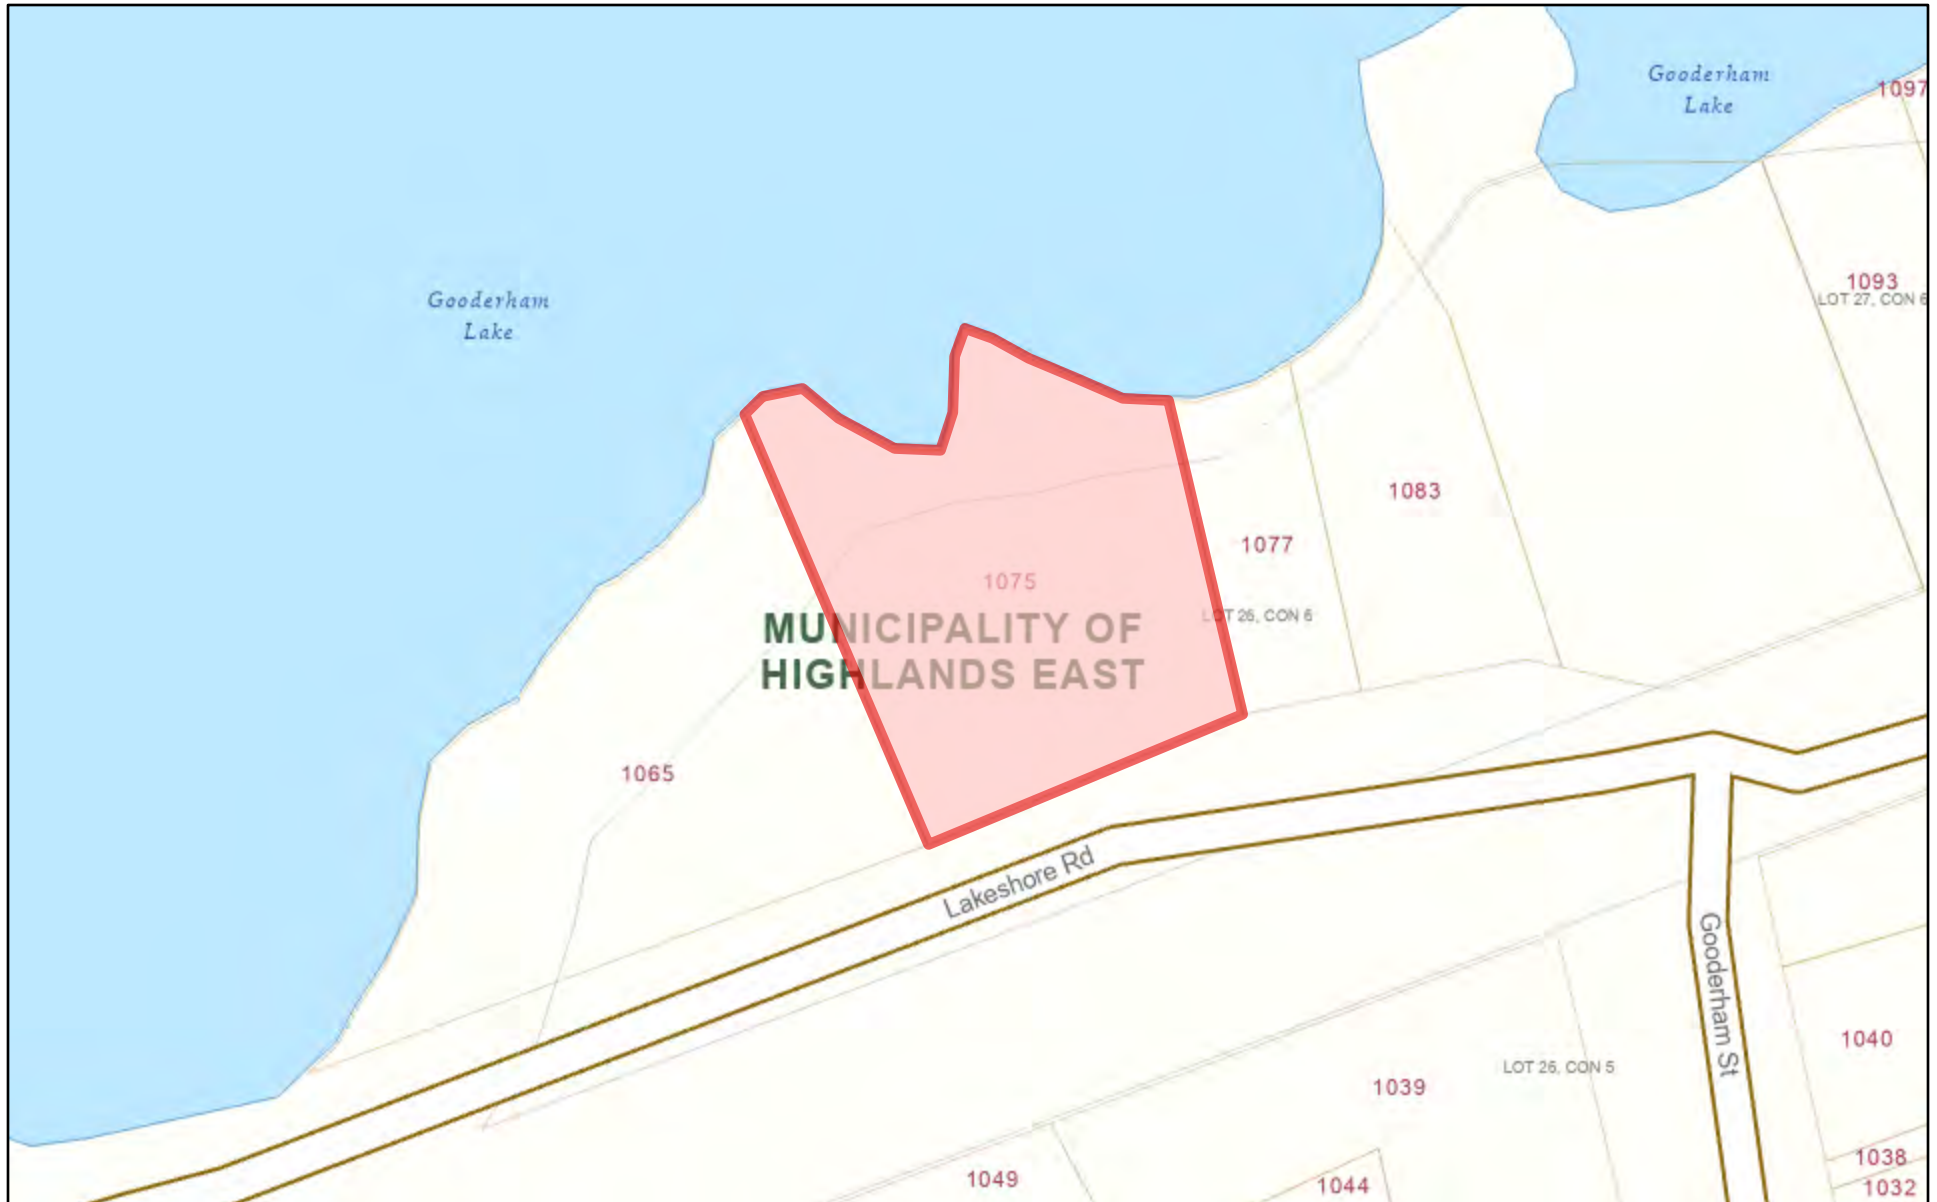 Gooderham
Lake
1097
Gooderham
Lake
1093
LOT 27, CON 6
1083
1077
1075
LOT 26, CON 6
MUNICIPALITY OF
HIGHLANDS EAST
1065
Lakeshore Rd
Gooderham St
1040
LOT 26, CON 5
1039
1038
1049
1044
1032